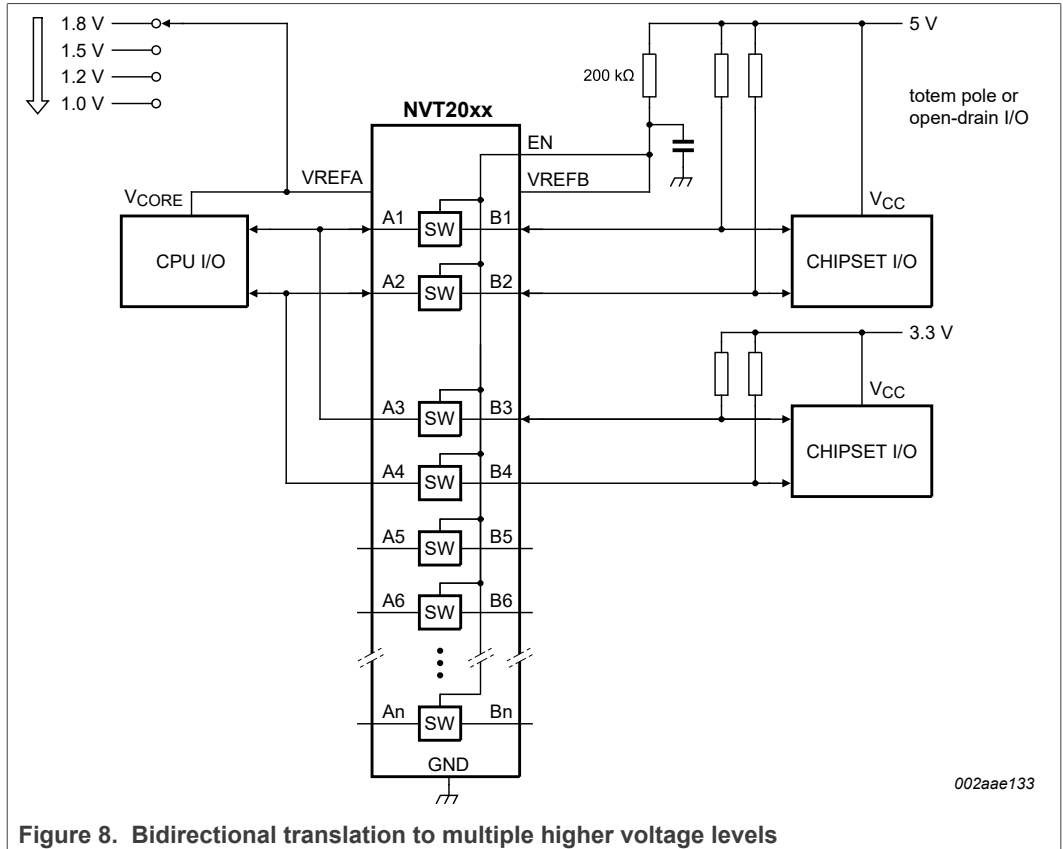 1.8 V
1.5 V
1.2 V
1.0 V
5 V
200 kΩ
totem pole or
open-drain I/O
NVT20xx
EN
VREFA
VREFB
VCORE
VCC
A1
SW
B1
CPU I/O
CHIPSET I/O
A2
SW
B2
3.3 V
VCC
A3
SW
B3
CHIPSET I/O
A4
SW
B4
A5
SW
B5
A6
SW
B6
An
SW
Bn
GND
002aae133
Figure 8. Bidirectional translation to multiple higher voltage levels